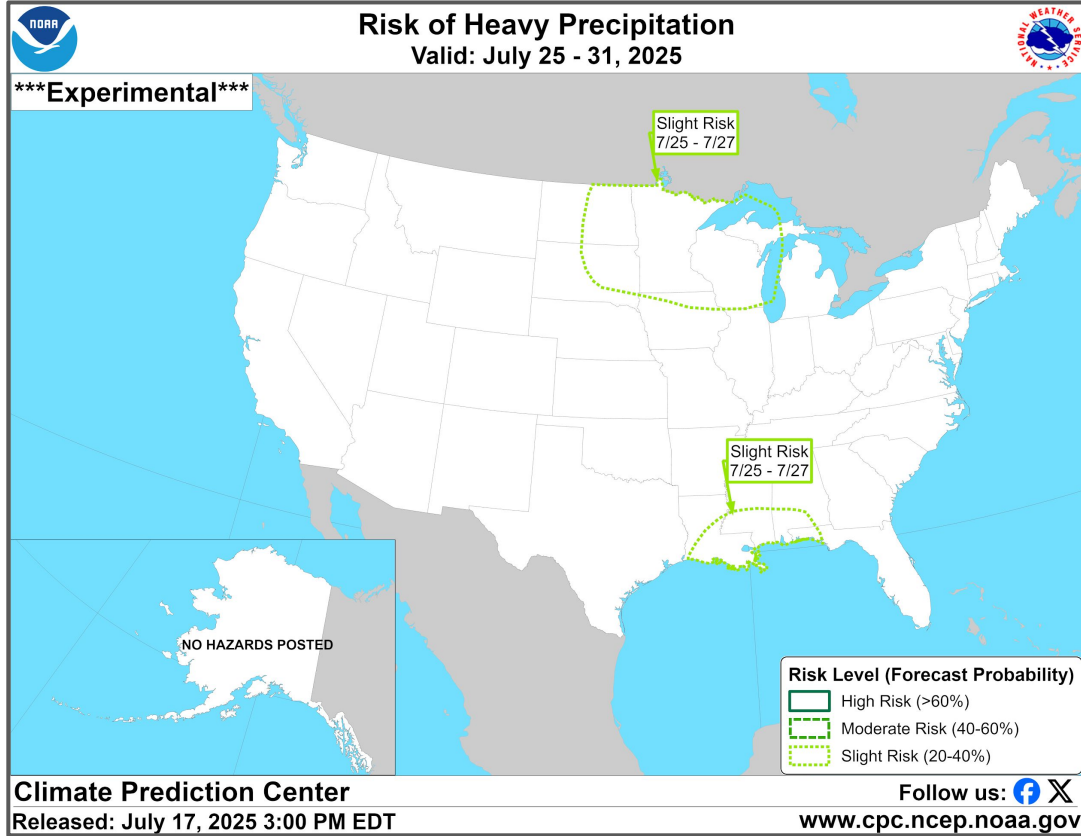 NOAA
Risk of Heavy Precipitation
Valid: July 25 - 31, 2025
NATIONAL WEATHER SERVICE
***Experimental***
Slight Risk
7/25 - 7/27
Slight Risk
7/25 - 7/27
NO HAZARDS POSTED
Risk Level (Forecast Probability)
High Risk (>60%)
Moderate Risk (40-60%)
Slight Risk (20-40%)
Climate Prediction Center
Follow us:
Released: July 17, 2025 3:00 PM EDT
www.cpc.ncep.noaa.gov